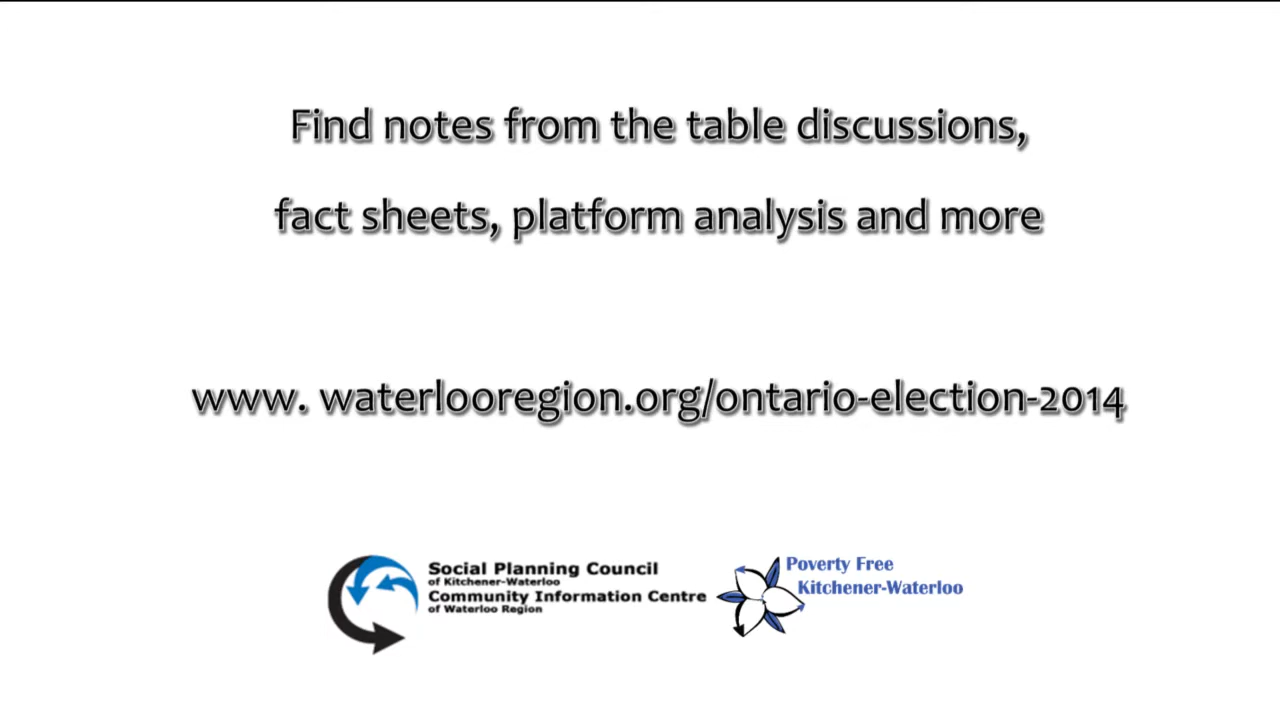 Find notes from the table discussions,
fact sheets, platform analysis and more
www. waterlooregion.org/ontario-election-2014
Social Planning Council
of Kitchener-Waterloo
Community Information Centre
of Waterloo Region
Poverty Free
Kitchener-Waterloo